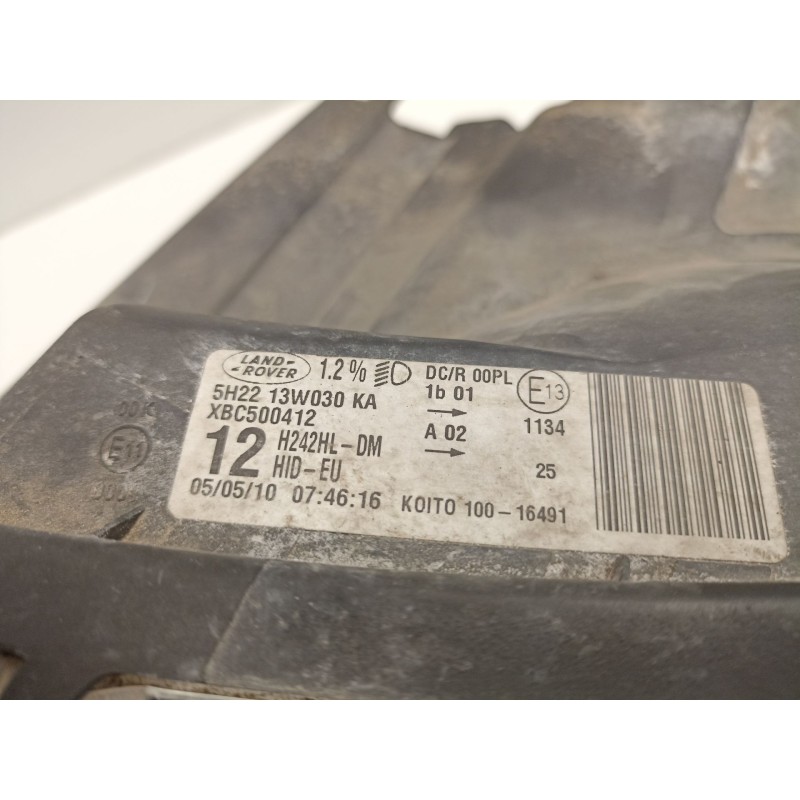 LAND-
-ROVER
1.2%
DC/R 00PL
1b 01
E13
5H22 13W030 KA
XBC500412
A 02
1134
12
H242HL-DM
HID-EU
25
05/05/10 07:46:16
KOITO 100-16491
E11